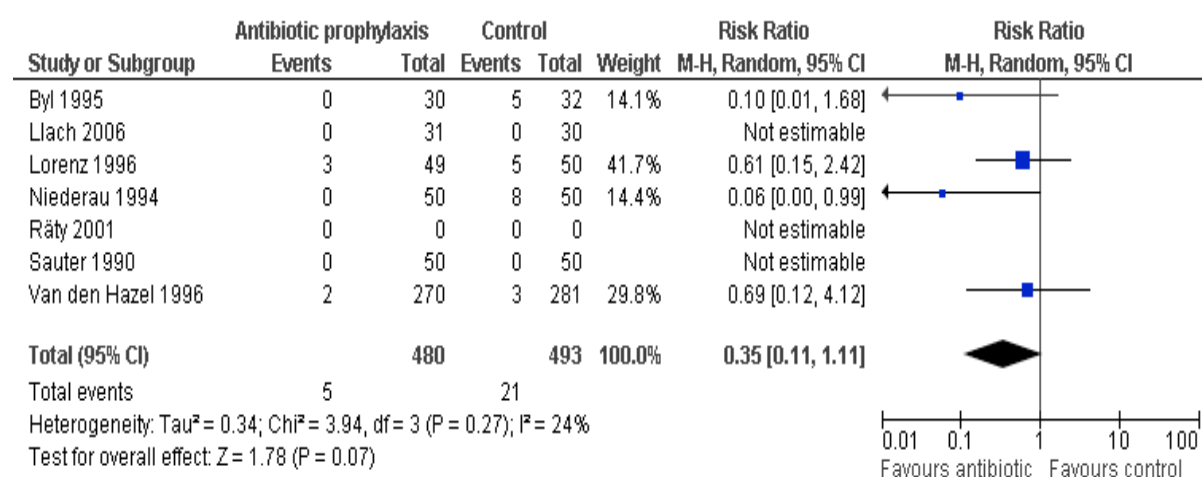 Antibiotic prophylaxis Control Risk Ratio Risk Ratio
Study or Subgroup Events Total Events Total Weight M-H, Random, 95% CI M-H, Random, 95% CI
Byl 1995 0 30 5 32 14.1% 0.10 [0.01, 1.68]
Llach 2006 0 31 0 30 Not estimable
Lorenz 1996 3 49 5 50 41.7% 0.61 [0.15, 2.42]
Niederau 1994 0 50 8 50 14.4% 0.06 [0.00, 0.99]
Räty 2001 0 0 0 0 Not estimable
Sauter 1990 0 50 0 50 Not estimable
Van den Hazel 1996 2 270 3 281 29.8% 0.69 [0.12, 4.12]
Total (95% CI) 480 493 100.0% 0.35 [0.11, 1.11]
Total events 5 21
Heterogeneity: Tau² = 0.34; Chi² = 3.94, df = 3 (P = 0.27); I² = 24%
Test for overall effect: Z = 1.78 (P = 0.07)
0.01 0.1 1 10 100
Favours antibiotic Favours control